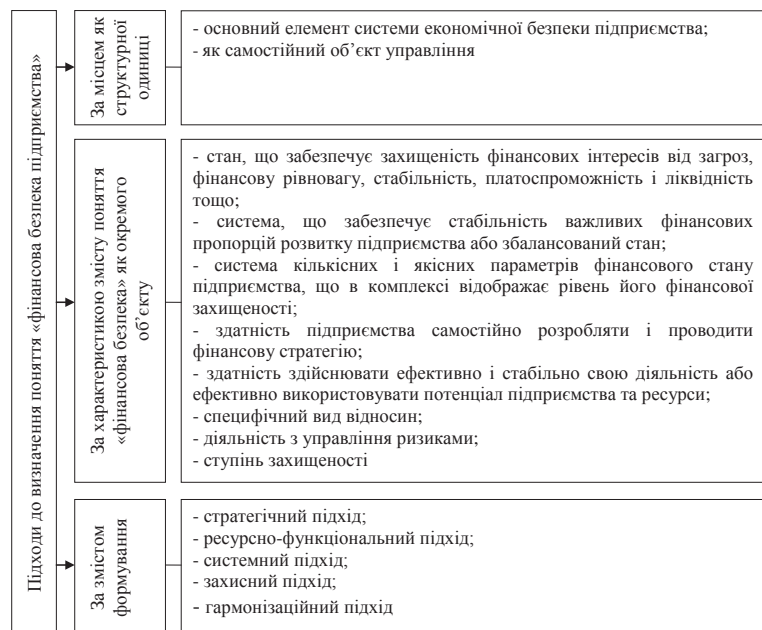 Підходи до визначення поняття «фінансова безпека підприємства»
За місцем як
структурної
одиниці
- основний елемент системи економічної безпеки підприємства;
- як самостійний об’єкт управління
За характеристикою змісту поняття
«фінансова безпека» як окремого
об’єкту
- стан, що забезпечує захищеність фінансових інтересів від загроз,
фінансову рівновагу, стабільність, платоспроможність і ліквідність
тощо;
- система, що забезпечує стабільність важливих фінансових
пропорцій розвитку підприємства або збалансований стан;
- система кількісних і якісних параметрів фінансового стану
підприємства, що в комплексі відображає рівень його фінансової
захищеності;
- здатність підприємства самостійно розробляти і проводити
фінансову стратегію;
- здатність здійснювати ефективно і стабільно свою діяльність або
ефективно використовувати потенціал підприємства та ресурси;
- специфічний вид відносин;
- діяльність з управління ризиками;
- ступінь захищеності
За змістом
формування
- стратегічний підхід;
- ресурсно-функціональний підхід;
- системний підхід;
- захисний підхід;
- гармонізаційний підхід